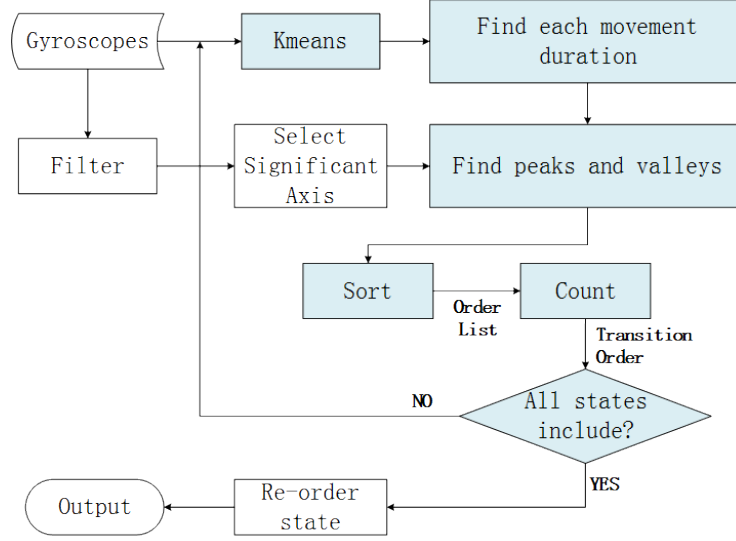 Gyroscopes
Kmeans
Find each movement
duration
Filter
Select
Significant
Axis
Find peaks and valleys
Sort
Order
List
Count
Transition
Order
All states
include?
NO
YES
Re-order
state
Output